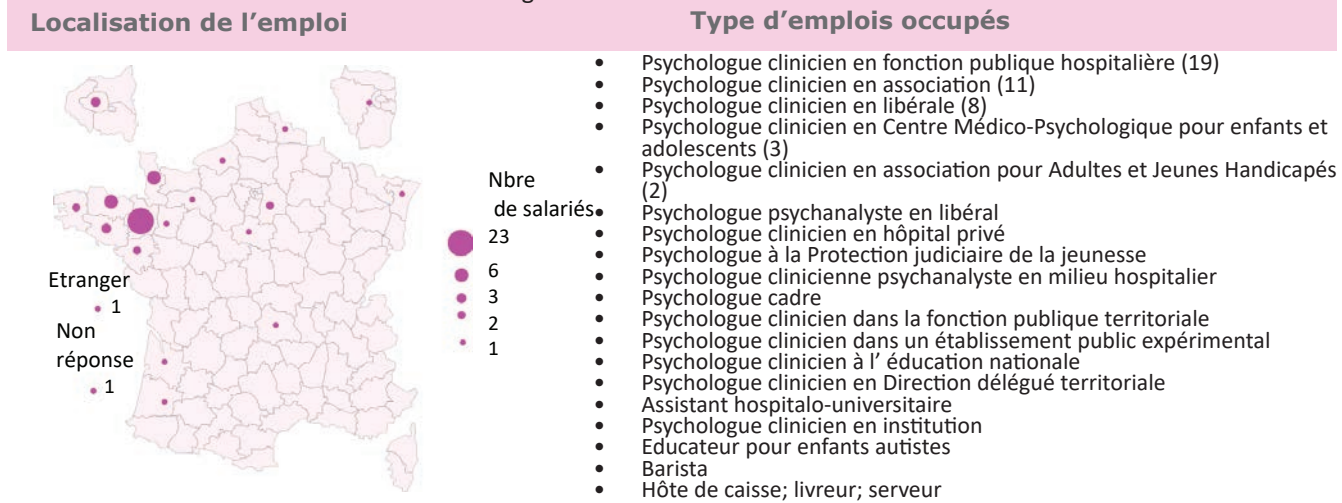 Localisation de l’emploi
Nbre
de salariés
23
6
3
2
1
Etranger
1
Non
réponse
1
Type d’emplois occupés
• Psychologue clinicien en fonction publique hospitalière (19)
• Psychologue clinicien en association (11)
• Psychologue clinicien en libérale (8)
• Psychologue clinicien en Centre Médico-Psychologique pour enfants et
adolescents (3)
• Psychologue clinicien en association pour Adultes et Jeunes Handicapés
(2)
• Psychologue psychanalyste en libéral
• Psychologue clinicien en hôpital privé
• Psychologue à la Protection judiciaire de la jeunesse
• Psychologue clinicienne psychanalyste en milieu hospitalier
• Psychologue cadre
• Psychologue clinicien dans la fonction publique territoriale
• Psychologue clinicien dans un établissement public expérimental
• Psychologue clinicien à l’ éducation nationale
• Psychologue clinicien en Direction délégué territoriale
• Assistant hospitalo-universitaire
• Psychologue clinicien en institution
• Educateur pour enfants autistes
• Barista
• Hôte de caisse; livreur; serveur